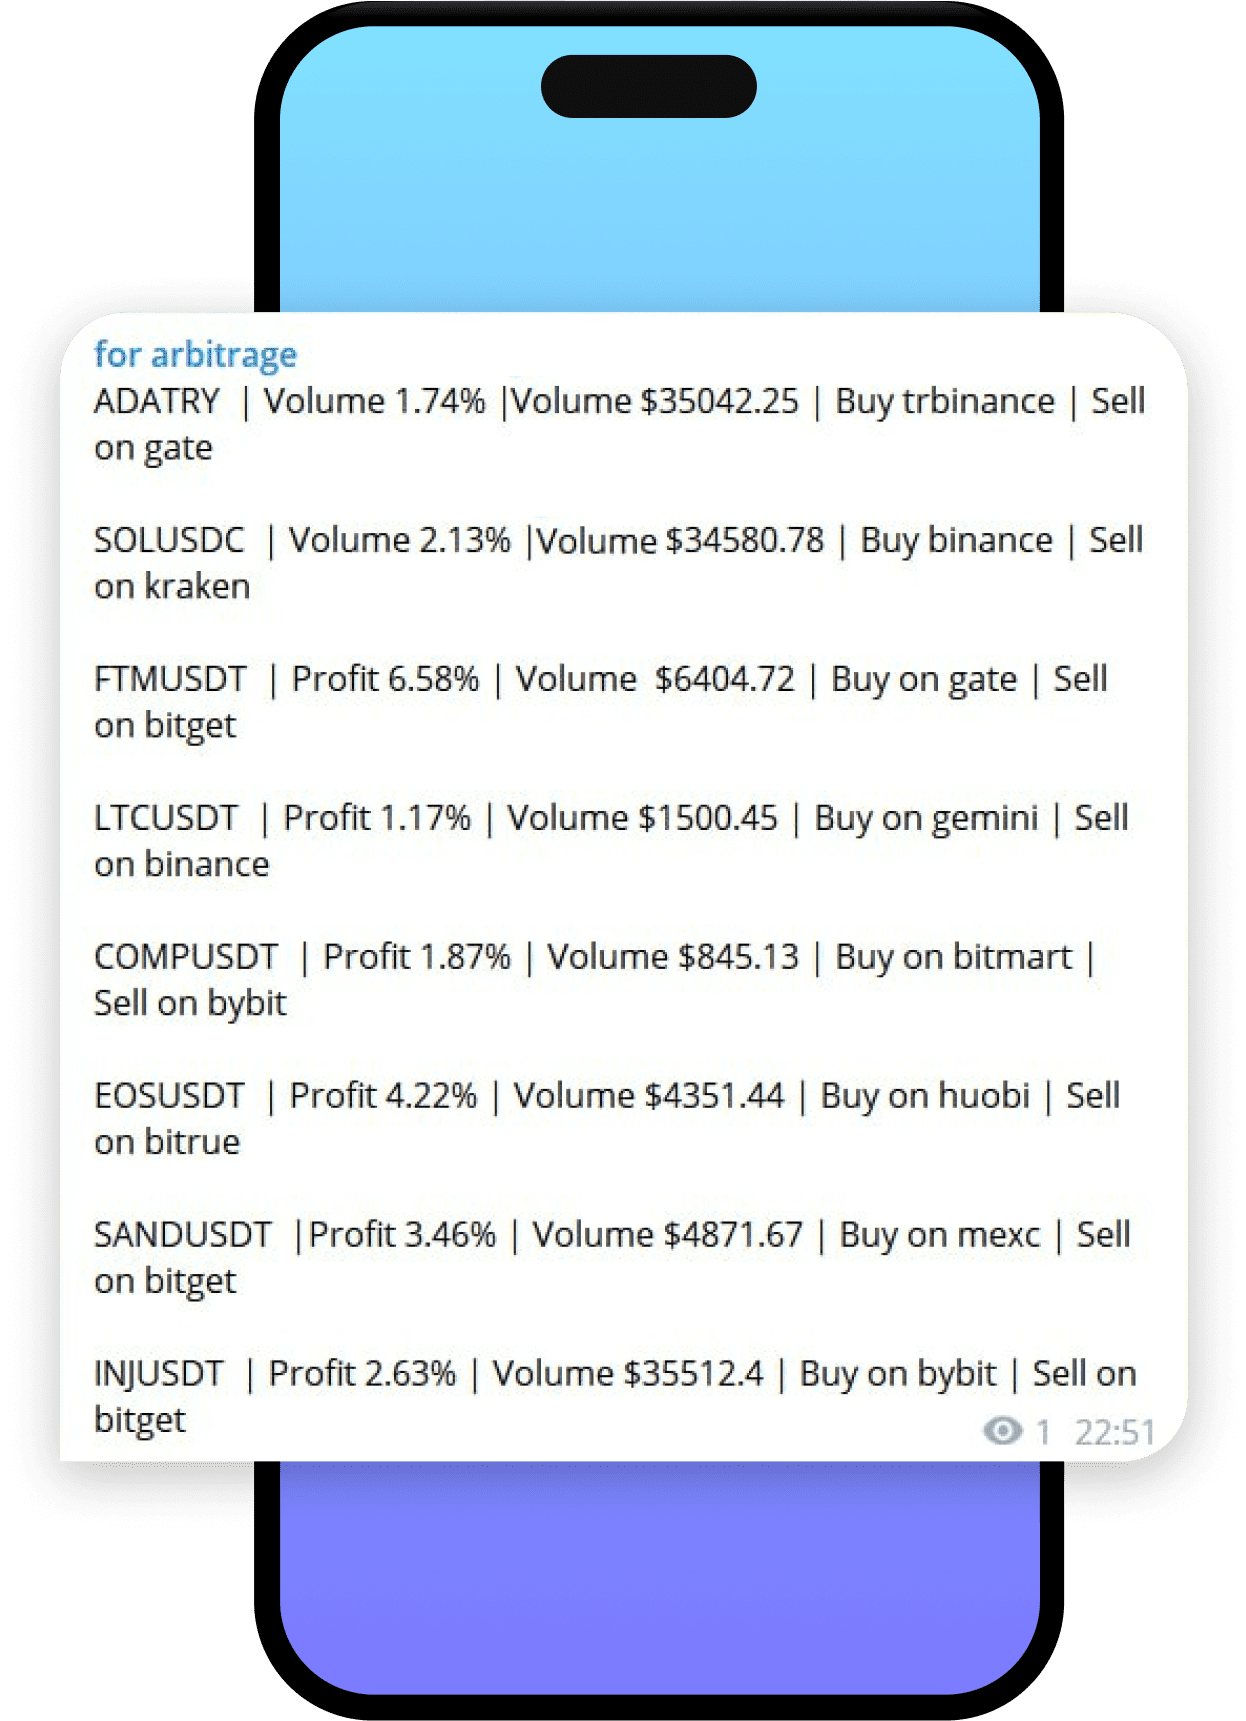 for arbitrage
ADATRY | Volume 1.74% |Volume $35042.25 | Buy trbinance | Sell
on gate
SOLUSDC | Volume 2.13% |Volume $34580.78 | Buy binance | Sell
on kraken
FTMUSDT | Profit 6.58% | Volume $6404.72 | Buy on gate | Sell
on bitget
LTCUSDT | Profit 1.17% | Volume $1500.45 | Buy on gemini | Sell
on binance
COMPUSDT | Profit 1.87% | Volume $845.13 | Buy on bitmart |
Sell on bybit
EOSUSDT | Profit 4.22% | Volume $4351.44 | Buy on huobi | Sell
on bitrue
SANDUSDT |Profit 3.46% | Volume $4871.67 | Buy on mexc | Sell
on bitget
INJUSDT | Profit 2.63% | Volume $35512.4 | Buy on bybit | Sell on
bitget
1 22:51